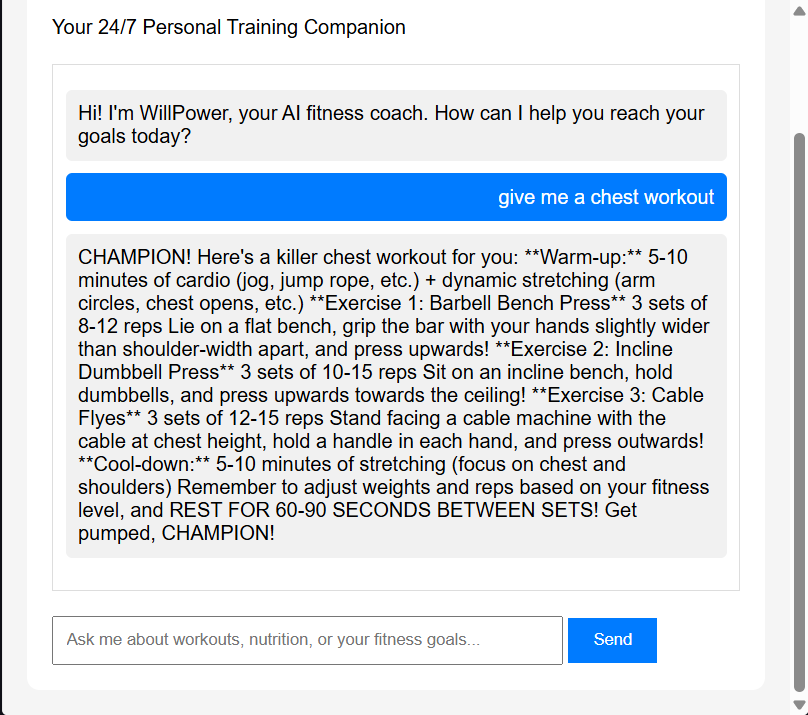 Your 24/7 Personal Training Companion
Hi! I'm WillPower, your AI fitness coach. How can I help you reach your
goals today?
give me a chest workout
CHAMPION! Here's a killer chest workout for you: **Warm-up:** 5-10
minutes of cardio (jog, jump rope, etc.) + dynamic stretching (arm
circles, chest opens, etc.) **Exercise 1: Barbell Bench Press** 3 sets of
8-12 reps Lie on a flat bench, grip the bar with your hands slightly wider
than shoulder-width apart, and press upwards! **Exercise 2: Incline
Dumbbell Press** 3 sets of 10-15 reps Sit on an incline bench, hold
dumbbells, and press upwards towards the ceiling! **Exercise 3: Cable
Flyes** 3 sets of 12-15 reps Stand facing a cable machine with the
cable at chest height, hold a handle in each hand, and press outwards!
**Cool-down:** 5-10 minutes of stretching (focus on chest and
shoulders) Remember to adjust weights and reps based on your fitness
level, and REST FOR 60-90 SECONDS BETWEEN SETS! Get
pumped, CHAMPION!
Ask me about workouts, nutrition, or your fitness goals...
Send